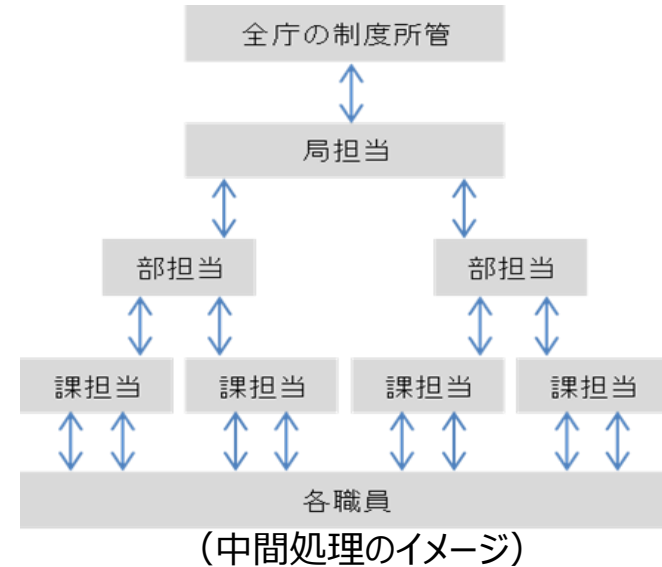 全庁の制度所管
局担当
部担当
部担当
課担当
課担当
課担当
課担当
各職員
（中間処理のイメージ）